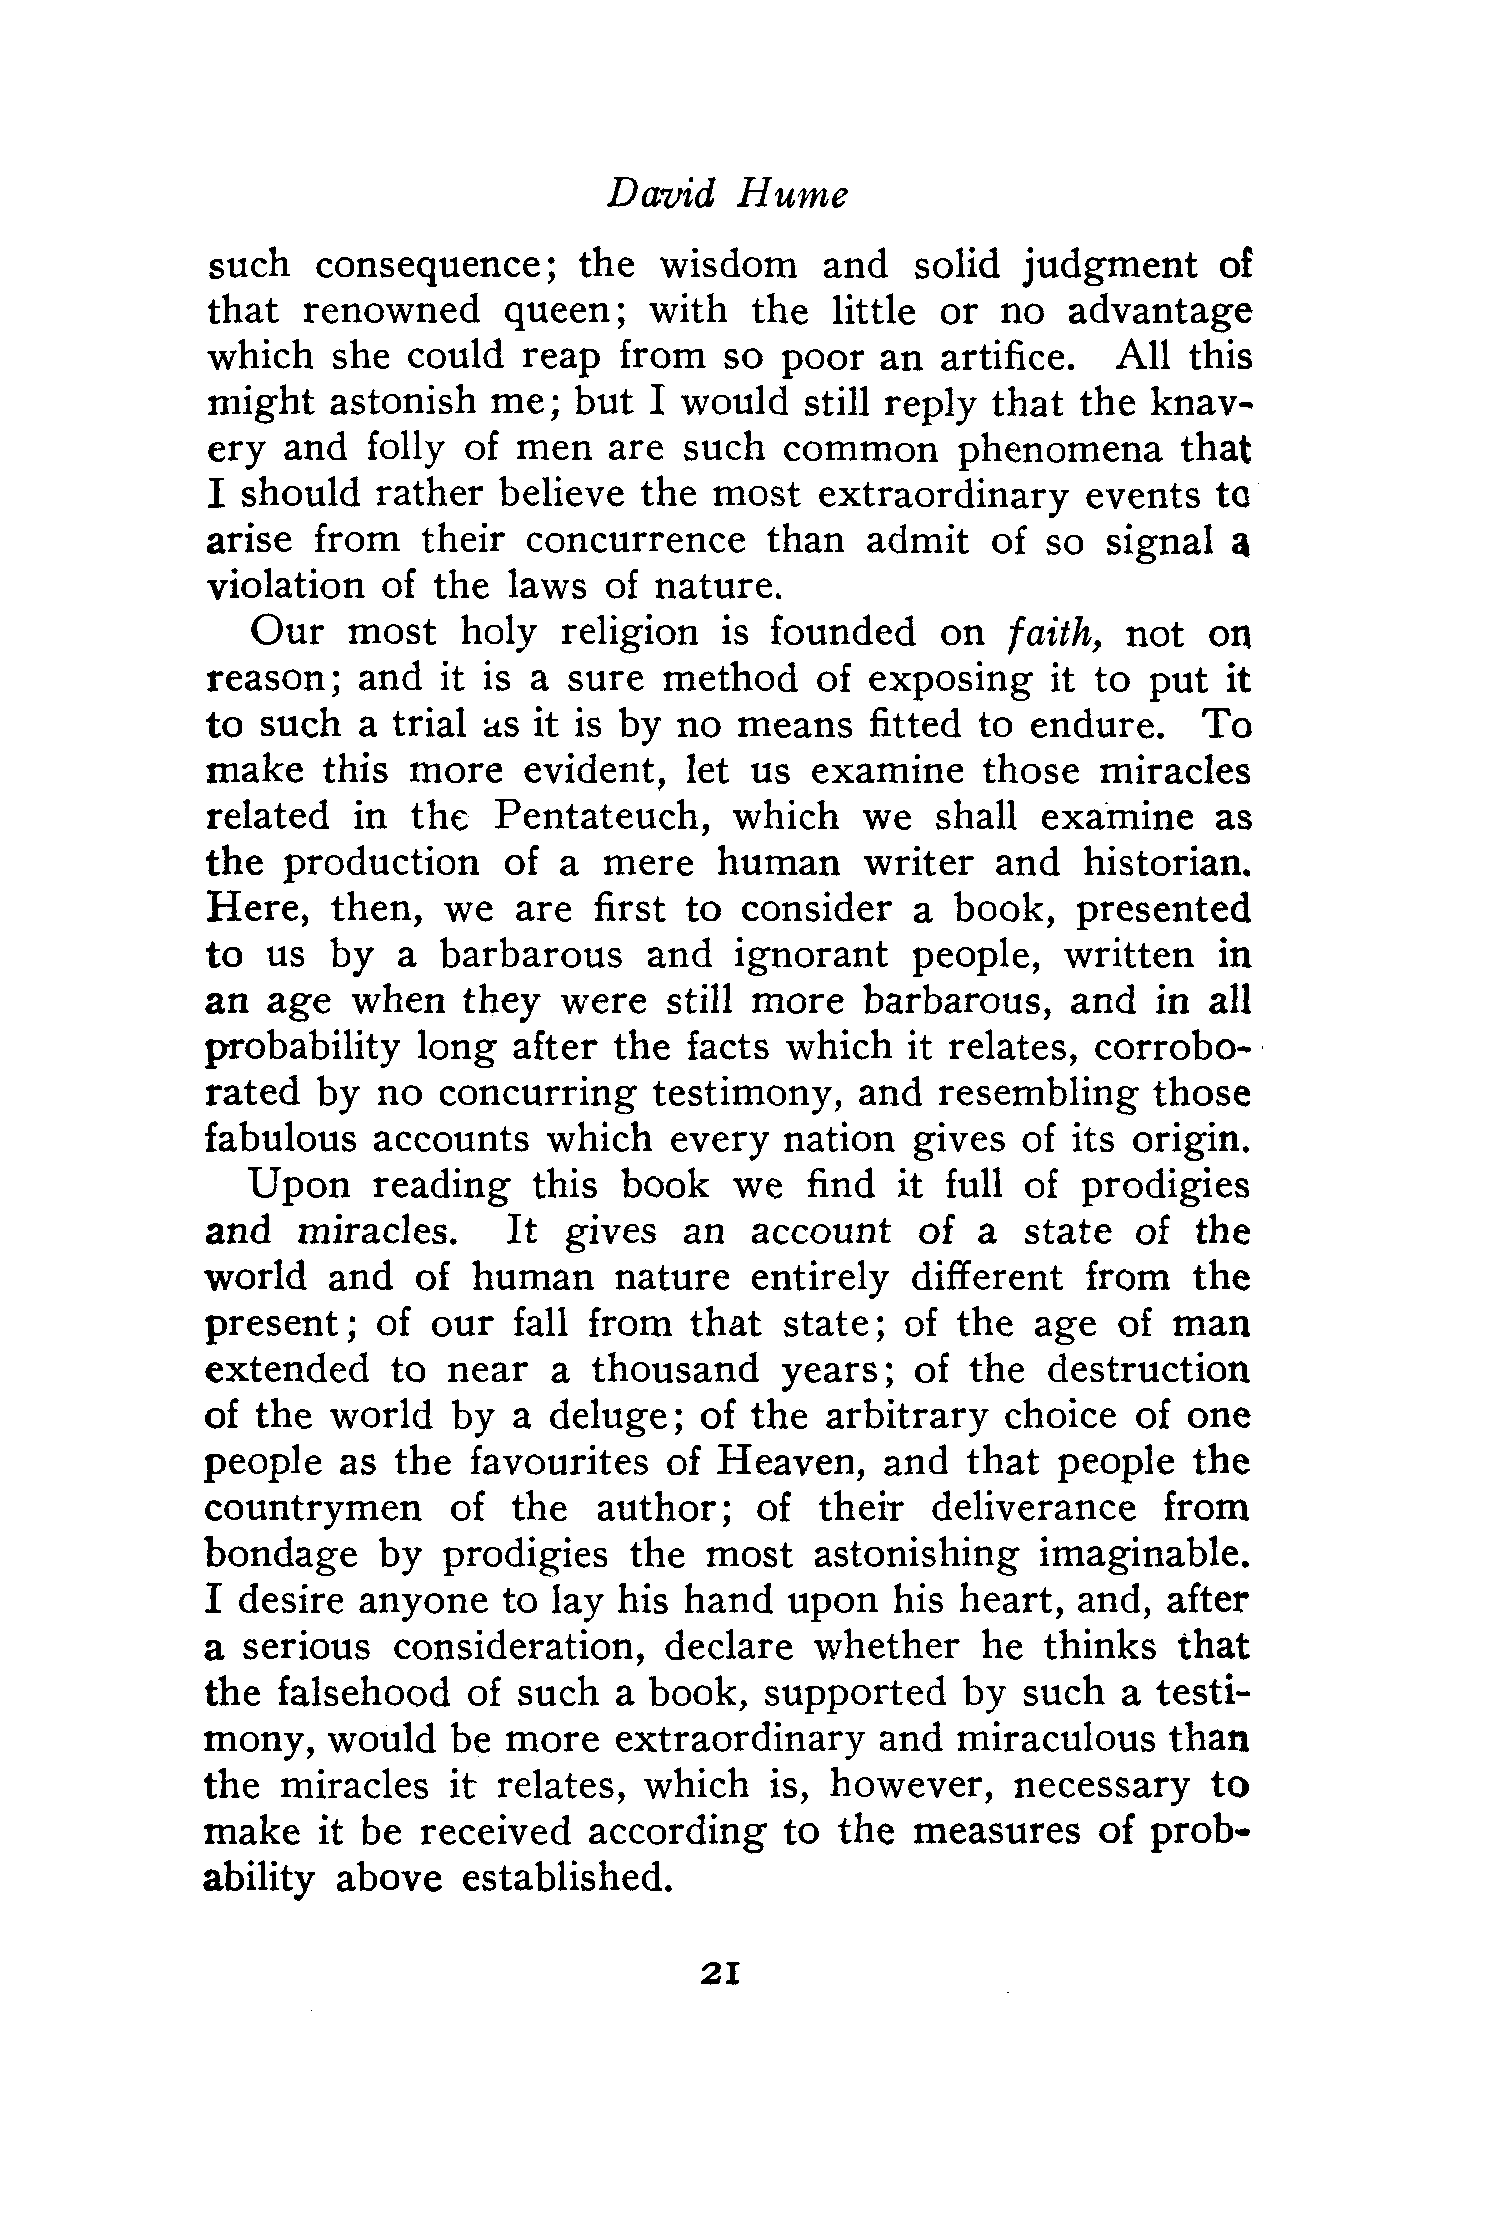 David Hume
such consequence; the wisdom and solid judgment of
that renowned queen; with the little or no advantage
which she could reap from so poor an artifice. All this
might astonish me; but I would still reply that the knav-
ery and folly of men are such common phenomena that
I should rather believe the most extraordinary events to
arise from their concurrence than admit of so signal a
violation of the laws of nature.
Our most holy religion is founded on faith, not on
reason; and it is a sure method of exposing it to put it
to such a trial as it is by no means fitted to endure. To
make this more evident, let us examine those miracles
related in the Pentateuch, which we shall examine as
the production of a mere human writer and historian.
Here, then, we are first to consider a book, presented
to us by a barbarous and ignorant people, written in
an age when they were still more barbarous, and in all
probability long after the facts which it relates, corrobo-
rated by no concurring testimony, and resembling those
fabulous accounts which every nation gives of its origin.
Upon reading this book we find it full of prodigies
and miracles. It gives an account of a state of the
world and of human nature entirely different from the
present; of our fall from that state; of the age of man
extended to near a thousand years; of the destruction
of the world by a deluge; of the arbitrary choice of one
people as the favourites of Heaven, and that people the
countrymen of the author; of their deliverance from
bondage by prodigies the most astonishing imaginable.
I desire anyone to lay his hand upon his heart, and, after
a serious consideration, declare whether he thinks that
the falsehood of such a book, supported by such a testi-
mony, would be more extraordinary and miraculous than
the miracles it relates, which is, however, necessary to
make it be received according to the measures of prob-
ability above established.
21